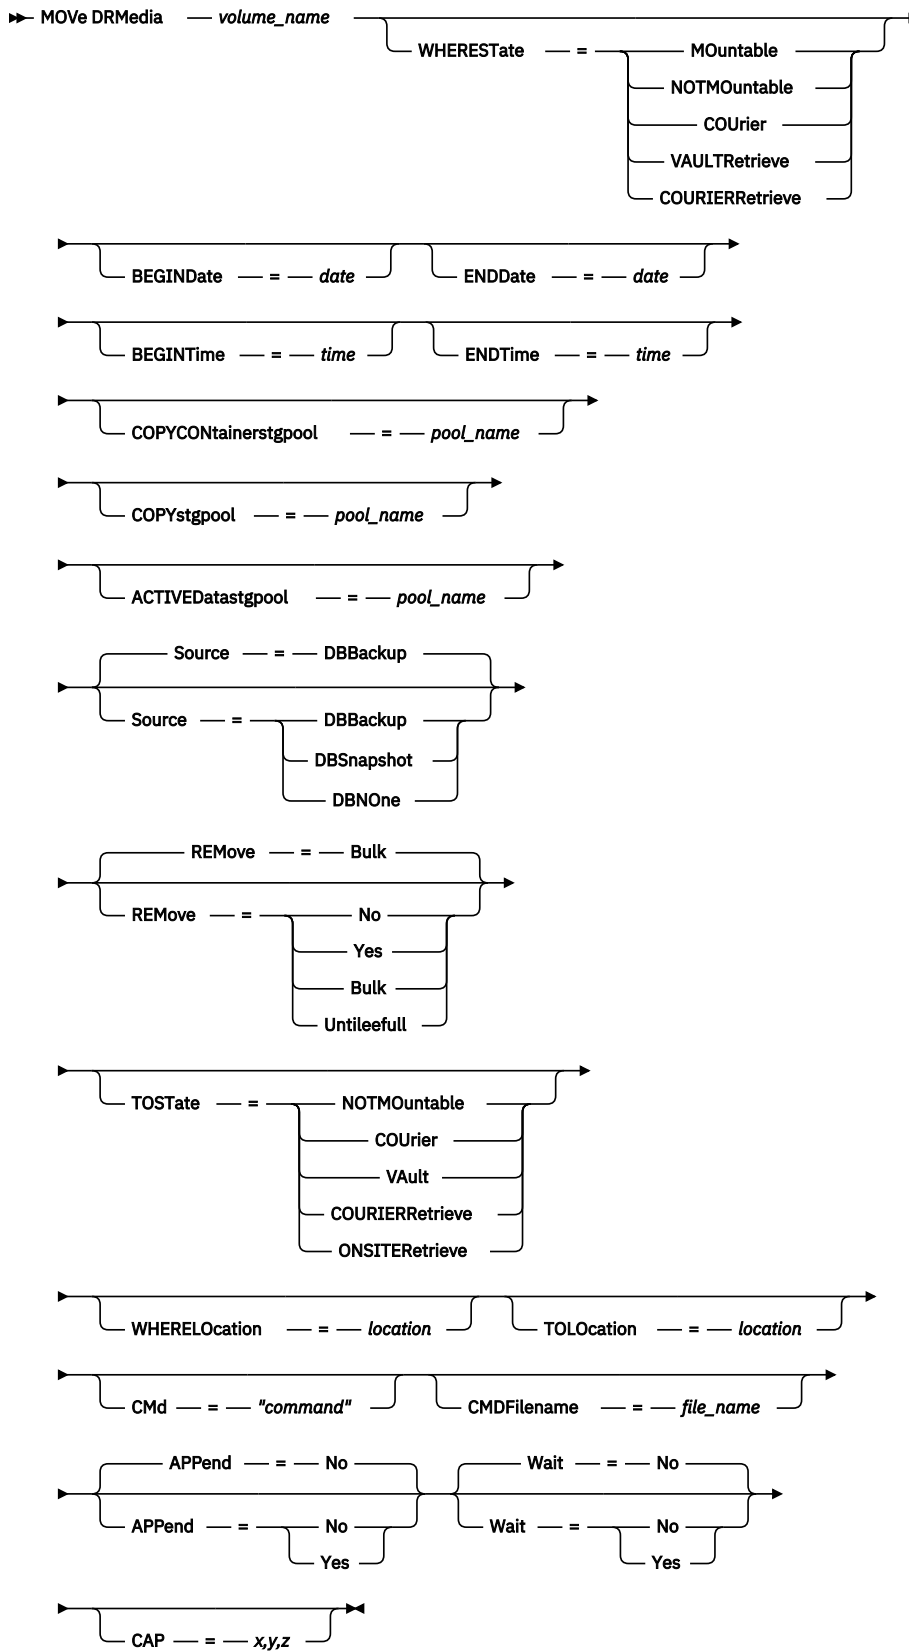 MOVe DRMedia volume_name
WHERESTate = MOuntable
NOTMOuntable
COUrier
VAULTRetrieve
COURIERRetrieve
BEGINDate = date ENDDate = date
BEGINTime = time ENDTime = time
COPYCONtainerstgpool = pool_name
COPYstgpool = pool_name
ACTIVEDatastgpool = pool_name
Source = DBBackup
Source = DBBackup
DBSnapshot
DBNOne
REMove = Bulk
REMove = No
Yes
Bulk
Untileefull
TOSTate = NOTMOuntable
COUrier
VAult
COURIERRetrieve
ONSITERetrieve
WHERELOcation = location TOLOcation = location
CMd = "command" CMDFilename = file_name
APPend = No Wait = No
APPend = No Wait = No
Yes Yes
CAP = x,y,z